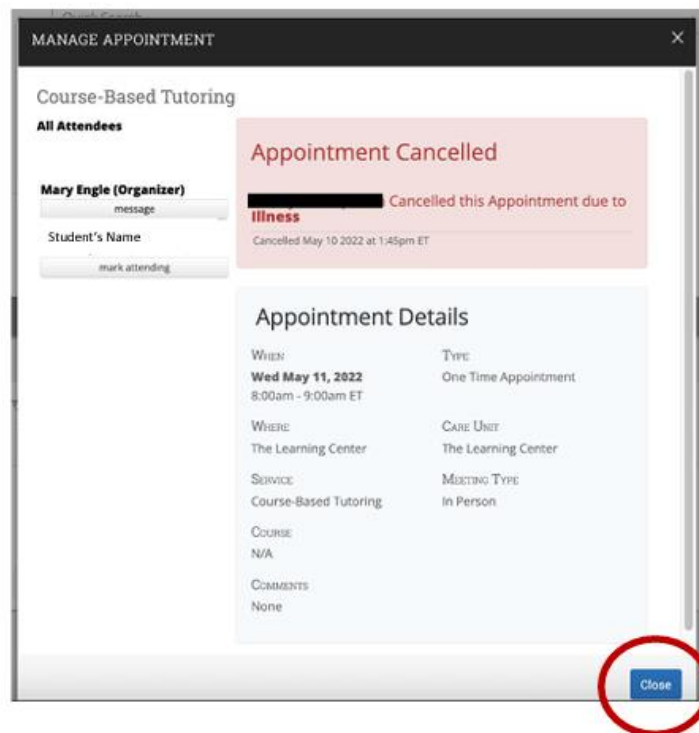 MANAGE APPOINTMENT
×
Course-Based Tutoring
All Attendees
Mary Engle (Organizer)
message
Student's Name
mark attending
Appointment Cancelled
Cancelled this Appointment due to
Illness
Cancelled May 10 2022 at 1:45pm ET
Appointment Details
When
Type
Wed May 11, 2022
One Time Appointment
8:00am - 9:00am ET
Where
Care Unit
The Learning Center
The Learning Center
Service
Meeting Type
Course-Based Tutoring
In Person
Course
N/A
Comments
None
Close